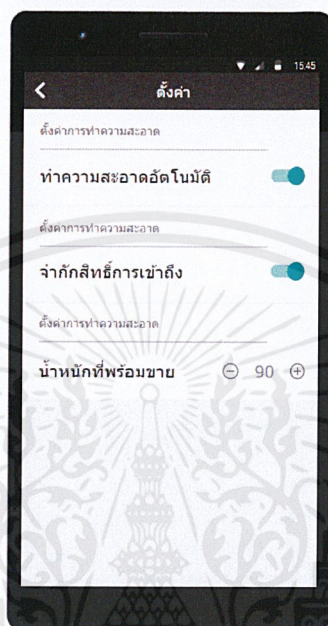 15:45
ตั้งค่า
ตั้งค่าการทำความสะอาด
ทำความสะอาดอัตโนมัติ
ตั้งค่าการทำความสะอาด
จำกัดสิทธิ์การเข้าถึง
ตั้งค่าการทำความสะอาด
น้ำหนักที่พร้อมขาย 90